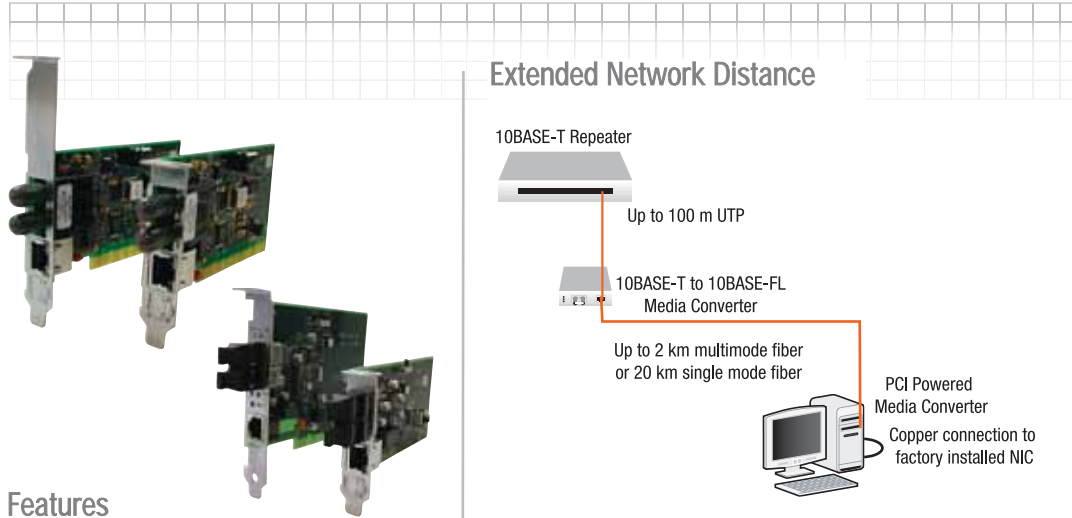 Extended Network Distance
10BASE-T Repeater
Up to 100 m UTP
10BASE-T to 10BASE-FL
Media Converter
Up to 2 km multimode fiber
or 20 km single mode fiber
PCI Powered
Media Converter
Copper connection to
factory installed NIC
Features